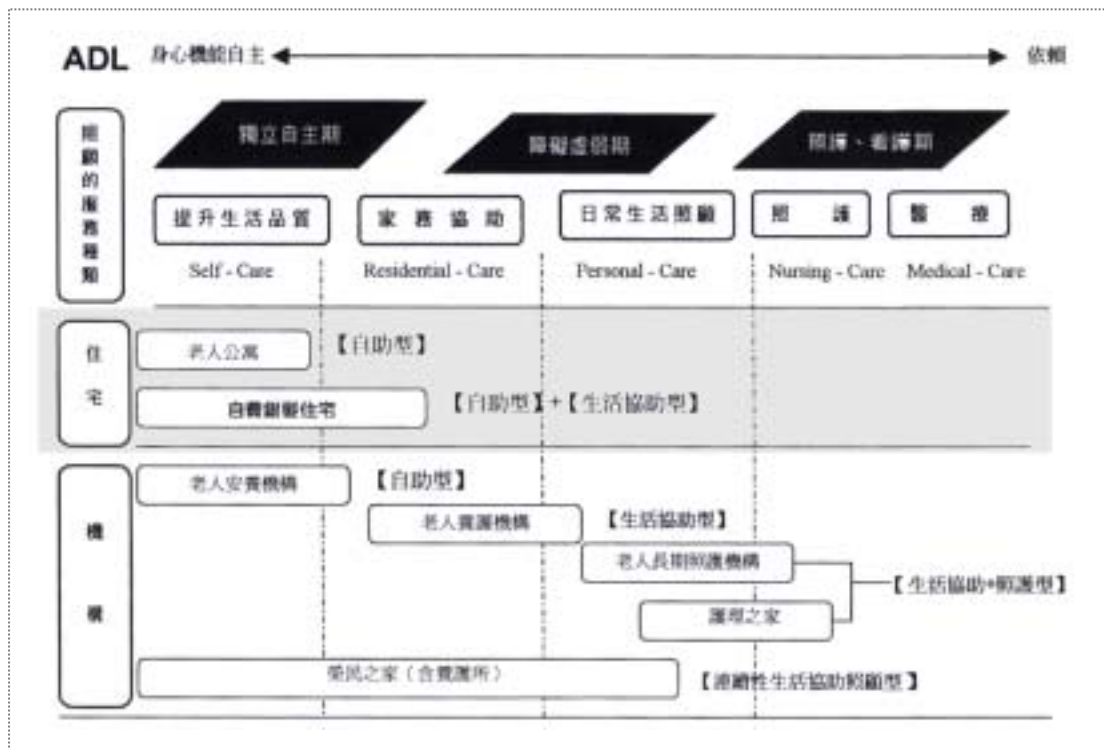 ADL 身心機能自主 依賴
照顧的服務種類
獨立自主期
障礙虛弱期
照護、看護期
提升生活品質
家務協助
日常生活照顧
照護
醫療
Self - Care
Residential - Care
Personal - Care
Nursing - Care
Medical - Care
住宅
老人公寓
【自助型】
自費銀髮住宅
【自助型】+【生活協助型】
機構
老人安養機構
【自助型】
老人養護機構
【生活協助型】
老人長期照護機構
【生活協助+照護型】
護理之家
榮民之家（含養護所）
【連續性生活協助照顧型】